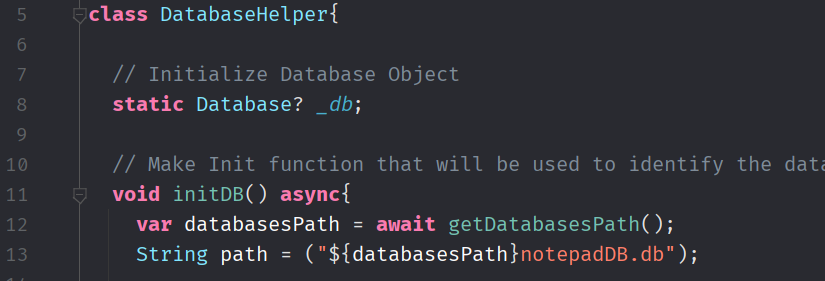 5 class DatabaseHelper{
6
7 // Initialize Database Object
8 static Database? _db;
9
10 // Make Init function that will be used to identify the data
11 void initDB() async{
12 var databasesPath = await getDatabasesPath();
13 String path = ("${databasesPath}notepadDB.db");